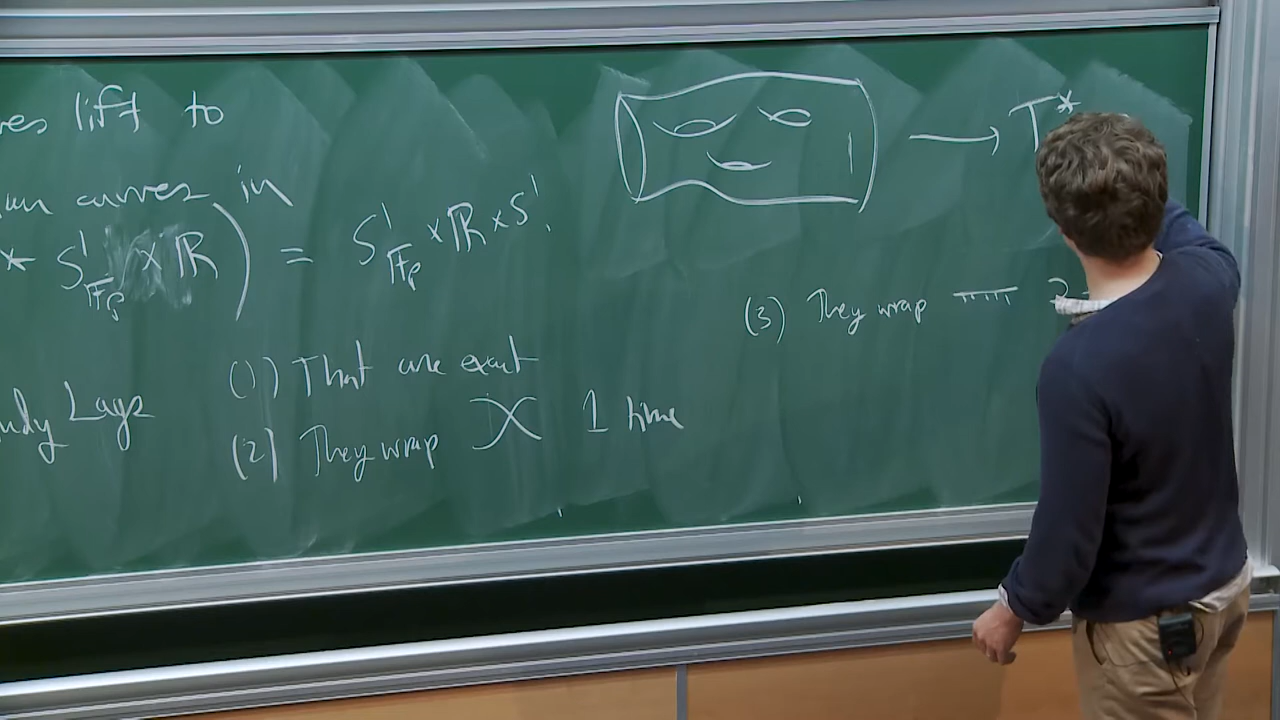 lift to
curves in
* S¹_{𝔽_p} × ℝ) = S¹_{𝔽_p} × ℝ × S¹.
Lags
(1) That are exact
(2) They wrap 1 time
→ T*
(3) They wrap